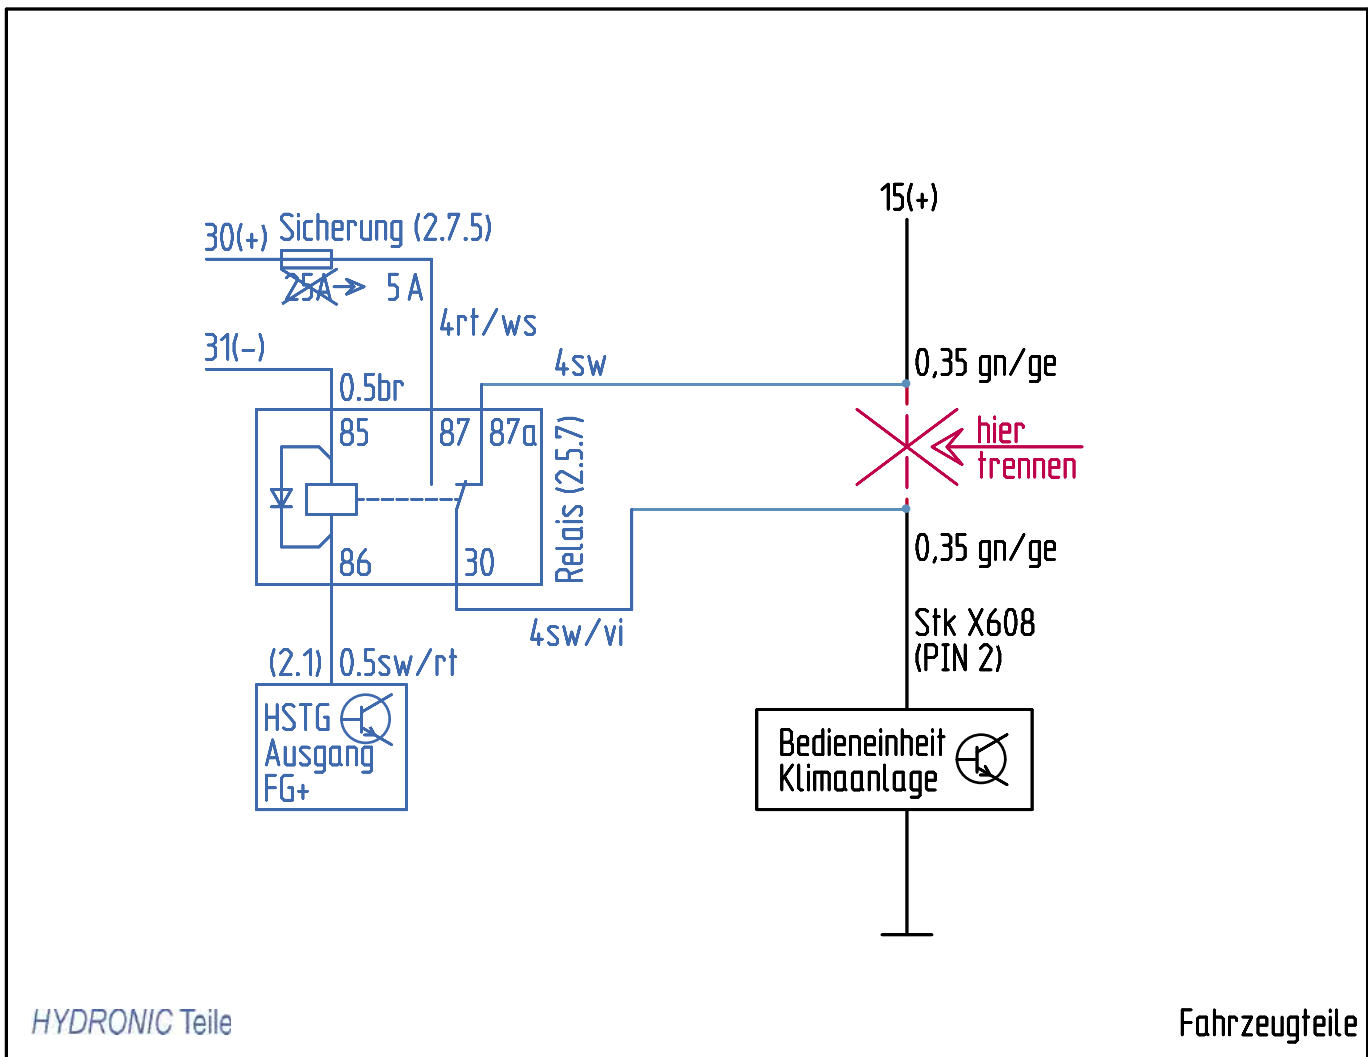 15(+)
30(+) Sicherung (2.7.5)
25A 5 A
4rt/ws
31(-)
4sw
0,35 gn/ge
0.5br
85 87 87a
hier
trennen
Relais (2.5.7)
86 30
0,35 gn/ge
4sw/vi
Stk X608
(PIN 2)
(2.1) 0.5sw/rt
HSTG
Ausgang
FG+
Bedieneinheit
Klimaanlage
HYDRONIC Teile
Fahrzeugteile